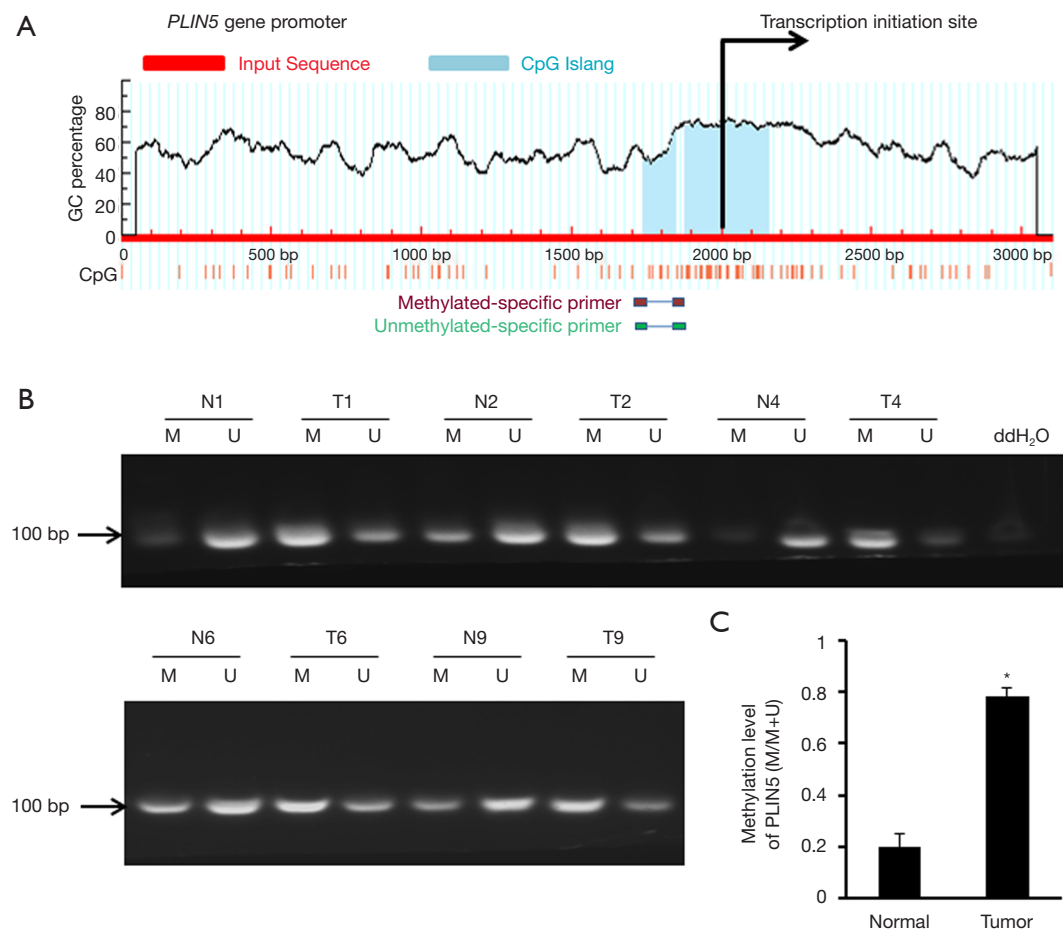 A
PLIN5 gene promoter
Transcription initiation site
Input Sequence
CpG Islang
GC percentage
80
60
40
20
0
500 bp
1000 bp
1500 bp
2000 bp
2500 bp
3000 bp
CpG
Methylated-specific primer
Unmethylated-specific primer
B
N1 T1 N2 T2 N4 T4
M U M U M U M U M U M U ddH₂O
100 bp
N6 T6 N9 T9
M U M U M U M U
100 bp
C
Methylation level
of PLIN5 (M/M+U)
1
0.8
0.6
0.4
0.2
0
*
Normal Tumor